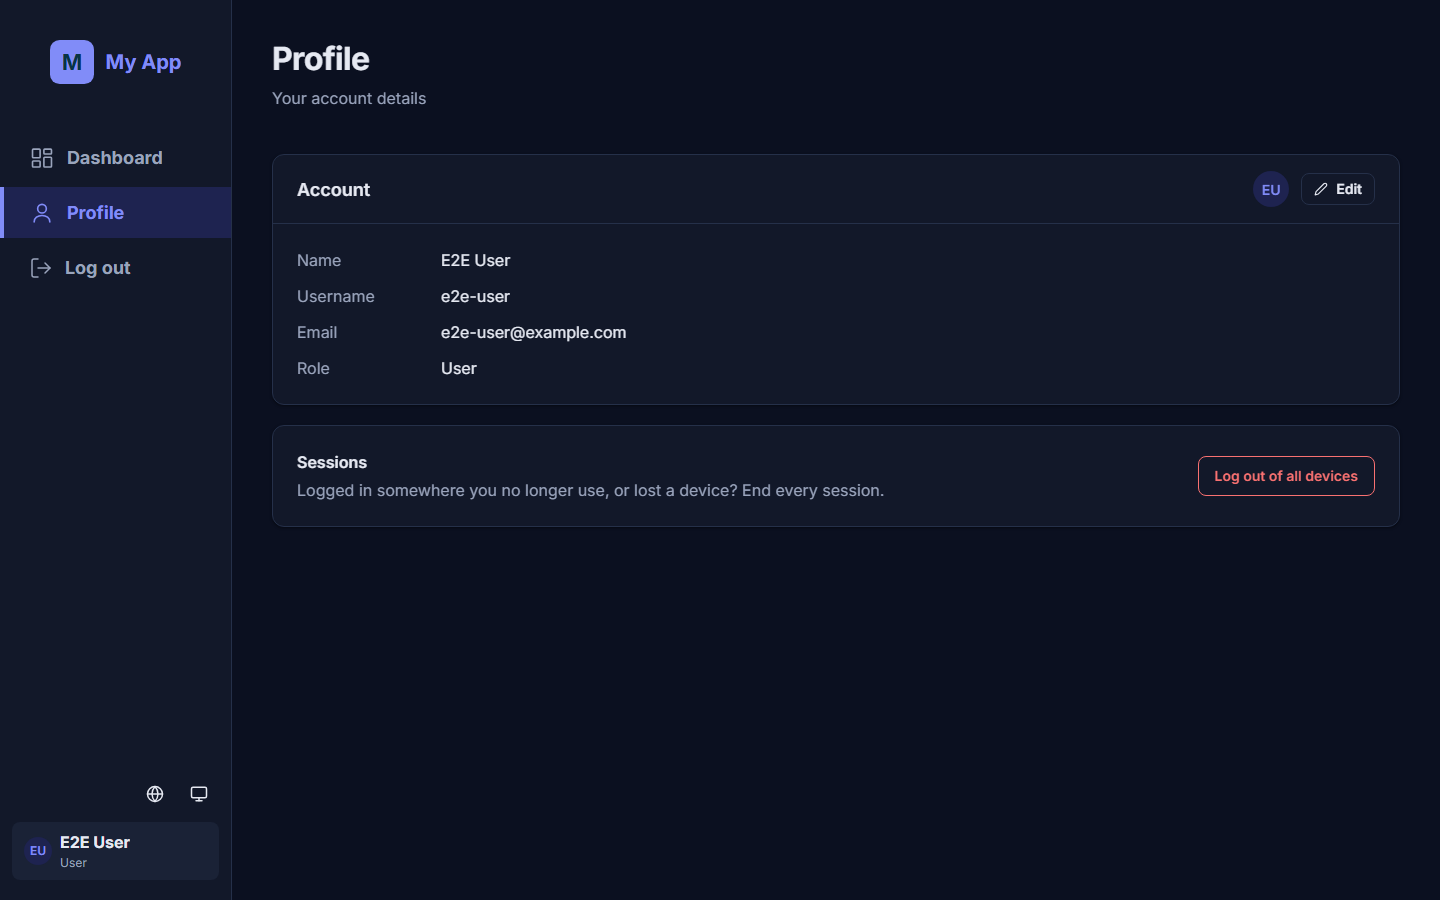 M My App
Dashboard
Profile
Log out
EU E2E User
User
Profile
Your account details
Account EU Edit
Name E2E User
Username e2e-user
Email e2e-user@example.com
Role User
Sessions
Logged in somewhere you no longer use, or lost a device? End every session.
Log out of all devices